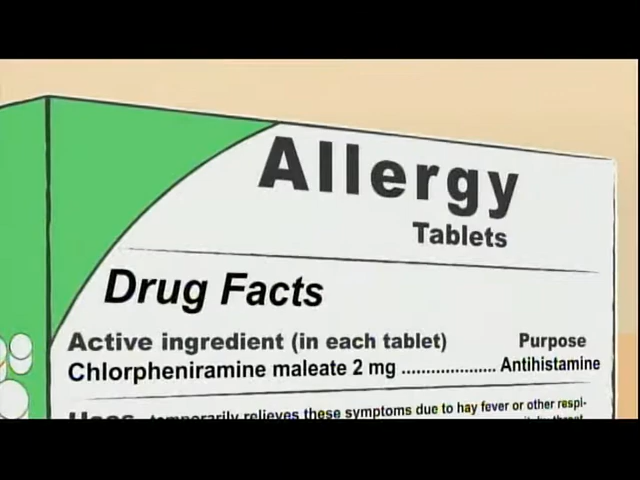 Allergy
Tablets
Drug Facts
Active ingredient (in each tablet) Purpose
Chlorpheniramine maleate 2 mg ..................... Antihistamine
Uses temporarily relieves these symptoms due to hay fever or other respi-